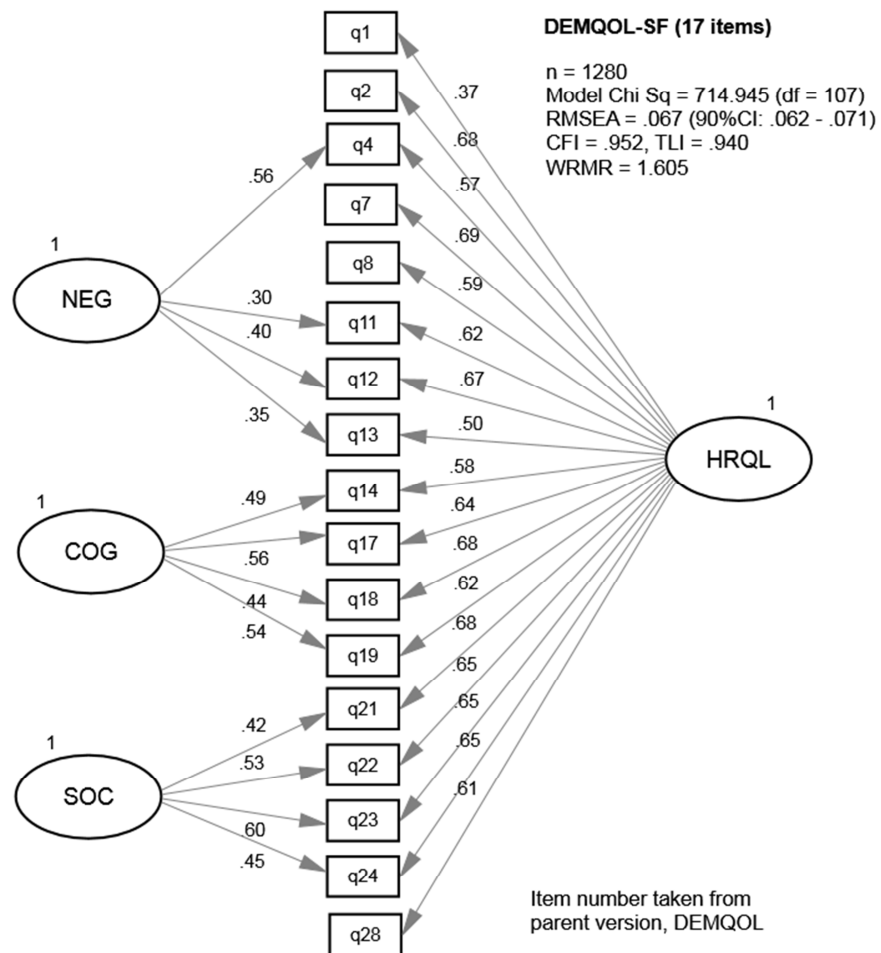 DEMQOL-SF (17 items)
n = 1280
Model Chi Sq = 714.945 (df = 107)
RMSEA = .067 (90%CI: .062 - .071)
CFI = .952, TLI = .940
WRMR = 1.605
q1
q2
q4
q7
q8
q11
q12
q13
q14
q17
q18
q19
q21
q22
q23
q24
q28
1
NEG
.56
.30
.40
.35
1
COG
.49
.56
.44
.54
1
SOC
.42
.53
.60
.45
.37
.68
.57
.69
.59
.62
.67
.50
.58
.64
.68
.62
.68
.65
.65
.65
.61
1
HRQL
Item number taken from
parent version, DEMQOL